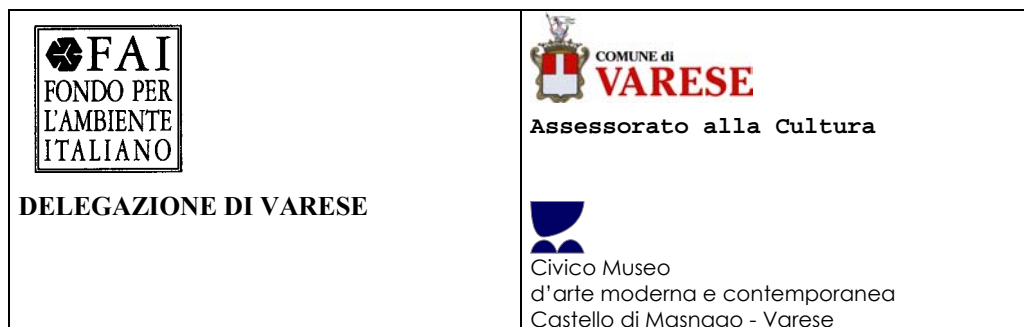 FAI
FONDO PER
L'AMBIENTE
ITALIANO
DELEGAZIONE DI VARESE
COMUNE di
VARESE
Assessorato alla Cultura
Civico Museo
d'arte moderna e contemporanea
Castello di Masnago - Varese